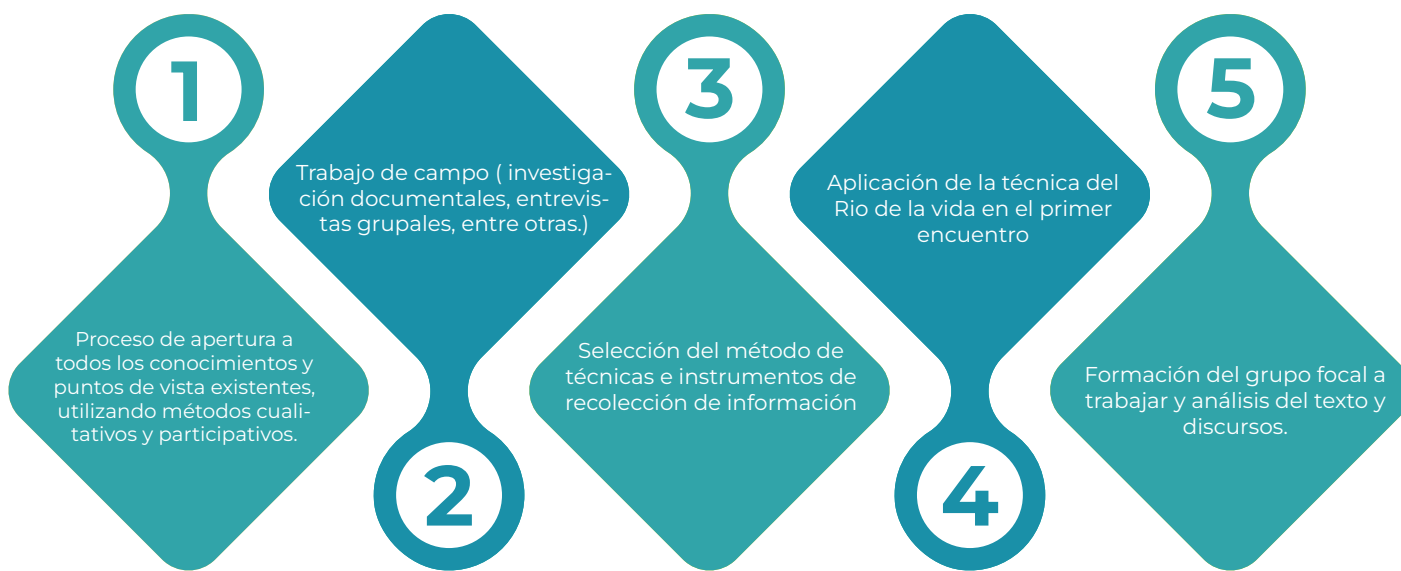 1
Proceso de apertura a
todos los conocimientos y
puntos de vista existentes,
utilizando métodos cuali-
tativos y participativos.
Trabajo de campo ( investiga-
ción documentales, entrevis-
tas grupales, entre otras.)
2
3
Selección del método de
técnicas e instrumentos de
recolección de información
Aplicación de la técnica del
Rio de la vida en el primer
encuentro
4
5
Formación del grupo focal a
trabajar y análisis del texto y
discursos.